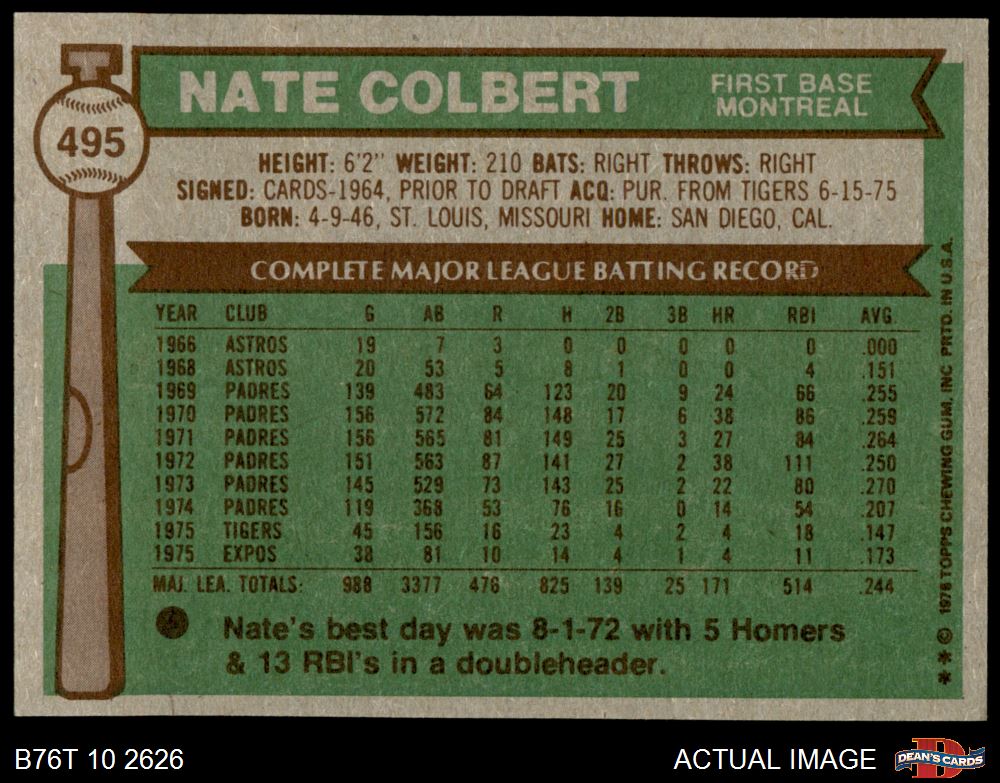 NATE COLBERT
FIRST BASE
MONTREAL
495
HEIGHT: 6'2" WEIGHT: 210 BATS: RIGHT THROWS: RIGHT
SIGNED: CARDS-1964, PRIOR TO DRAFT ACQ: PUR. FROM TIGERS 6-15-75
BORN: 4-9-46, ST. LOUIS, MISSOURI HOME: SAN DIEGO, CAL.
COMPLETE MAJOR LEAGUE BATTING RECORD
YEAR CLUB G AB R H 2B 3B HR RBI AVG.
1966 ASTROS 19 7 3 0 0 0 0 0 .000
1968 ASTROS 20 53 5 8 1 0 0 4 .151
1969 PADRES 139 483 64 123 20 9 24 66 .255
1970 PADRES 156 572 84 148 17 6 38 86 .259
1971 PADRES 156 565 81 149 25 3 27 84 .264
1972 PADRES 151 563 87 141 27 2 38 111 .250
1973 PADRES 145 529 73 143 25 2 22 80 .270
1974 PADRES 119 368 53 76 16 0 14 54 .207
1975 TIGERS 45 156 16 23 4 2 4 18 .147
1975 EXPOS 38 81 10 14 4 1 4 11 .173
MAJ. LEA. TOTALS: 988 3377 476 825 139 25 171 514 .244
Nate's best day was 8-1-72 with 5 Homers
& 13 RBI's in a doubleheader.
** © 1976 TOPPS CHEWING GUM, INC PRTD. IN U.S.A.
B76T 10 2626
ACTUAL IMAGE
D
DEAN'S CARDS